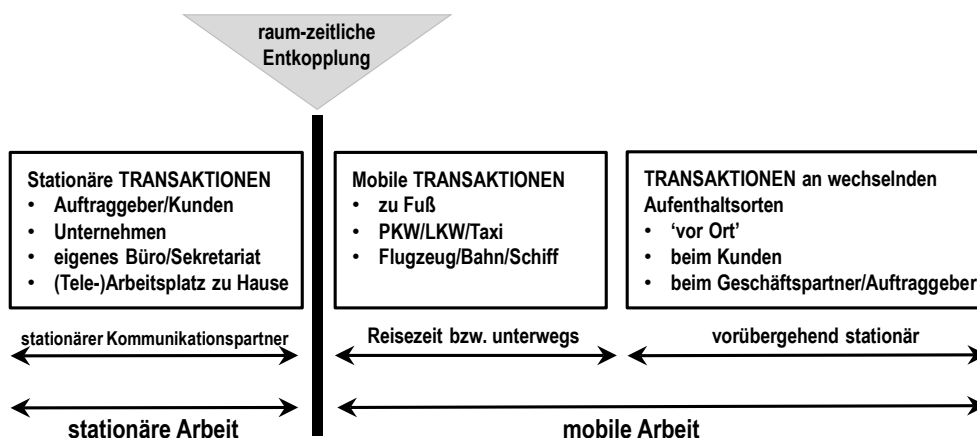 raum-zeitliche
Entkopplung
Stationäre TRANSAKTIONEN
• Auftraggeber/Kunden
• Unternehmen
• eigenes Büro/Sekretariat
• (Tele-)Arbeitsplatz zu Hause
Mobile TRANSAKTIONEN
• zu Fuß
• PKW/LKW/Taxi
• Flugzeug/Bahn/Schiff
TRANSAKTIONEN an wechselnden
Aufenthaltsorten
• ‘vor Ort’
• beim Kunden
• beim Geschäftspartner/Auftraggeber
stationärer Kommunikationspartner
Reisezeit bzw. unterwegs
vorübergehend stationär
stationäre Arbeit
mobile Arbeit